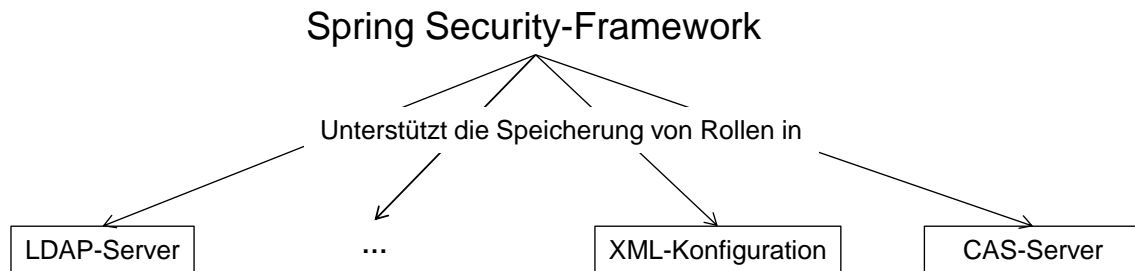 Spring Security-Framework
Unterstützt die Speicherung von Rollen in
LDAP-Server
...
XML-Konfiguration
CAS-Server